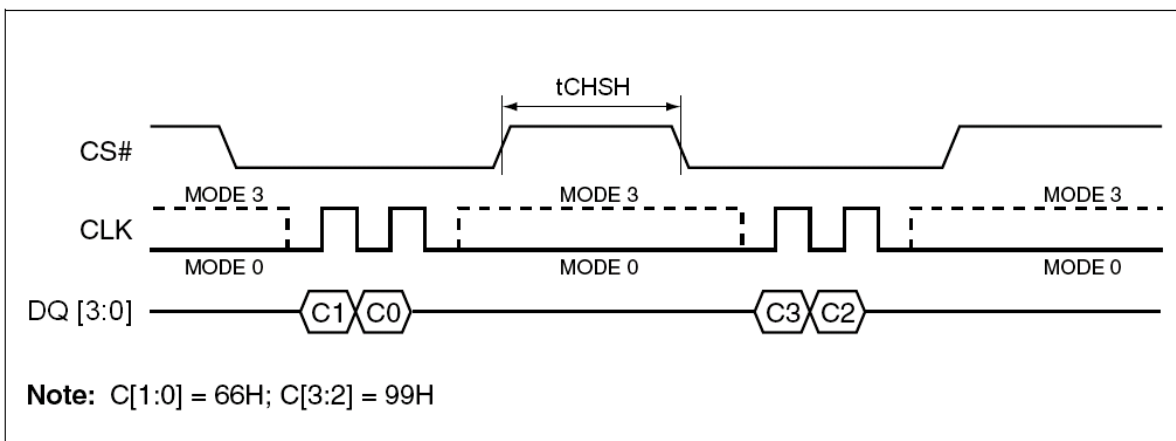 tCHSH
CS#
MODE 3 MODE 3 MODE 3
CLK
MODE 0 MODE 0 MODE 0
DQ [3:0] C1 C0 C3 C2
Note: C[1:0] = 66H; C[3:2] = 99H